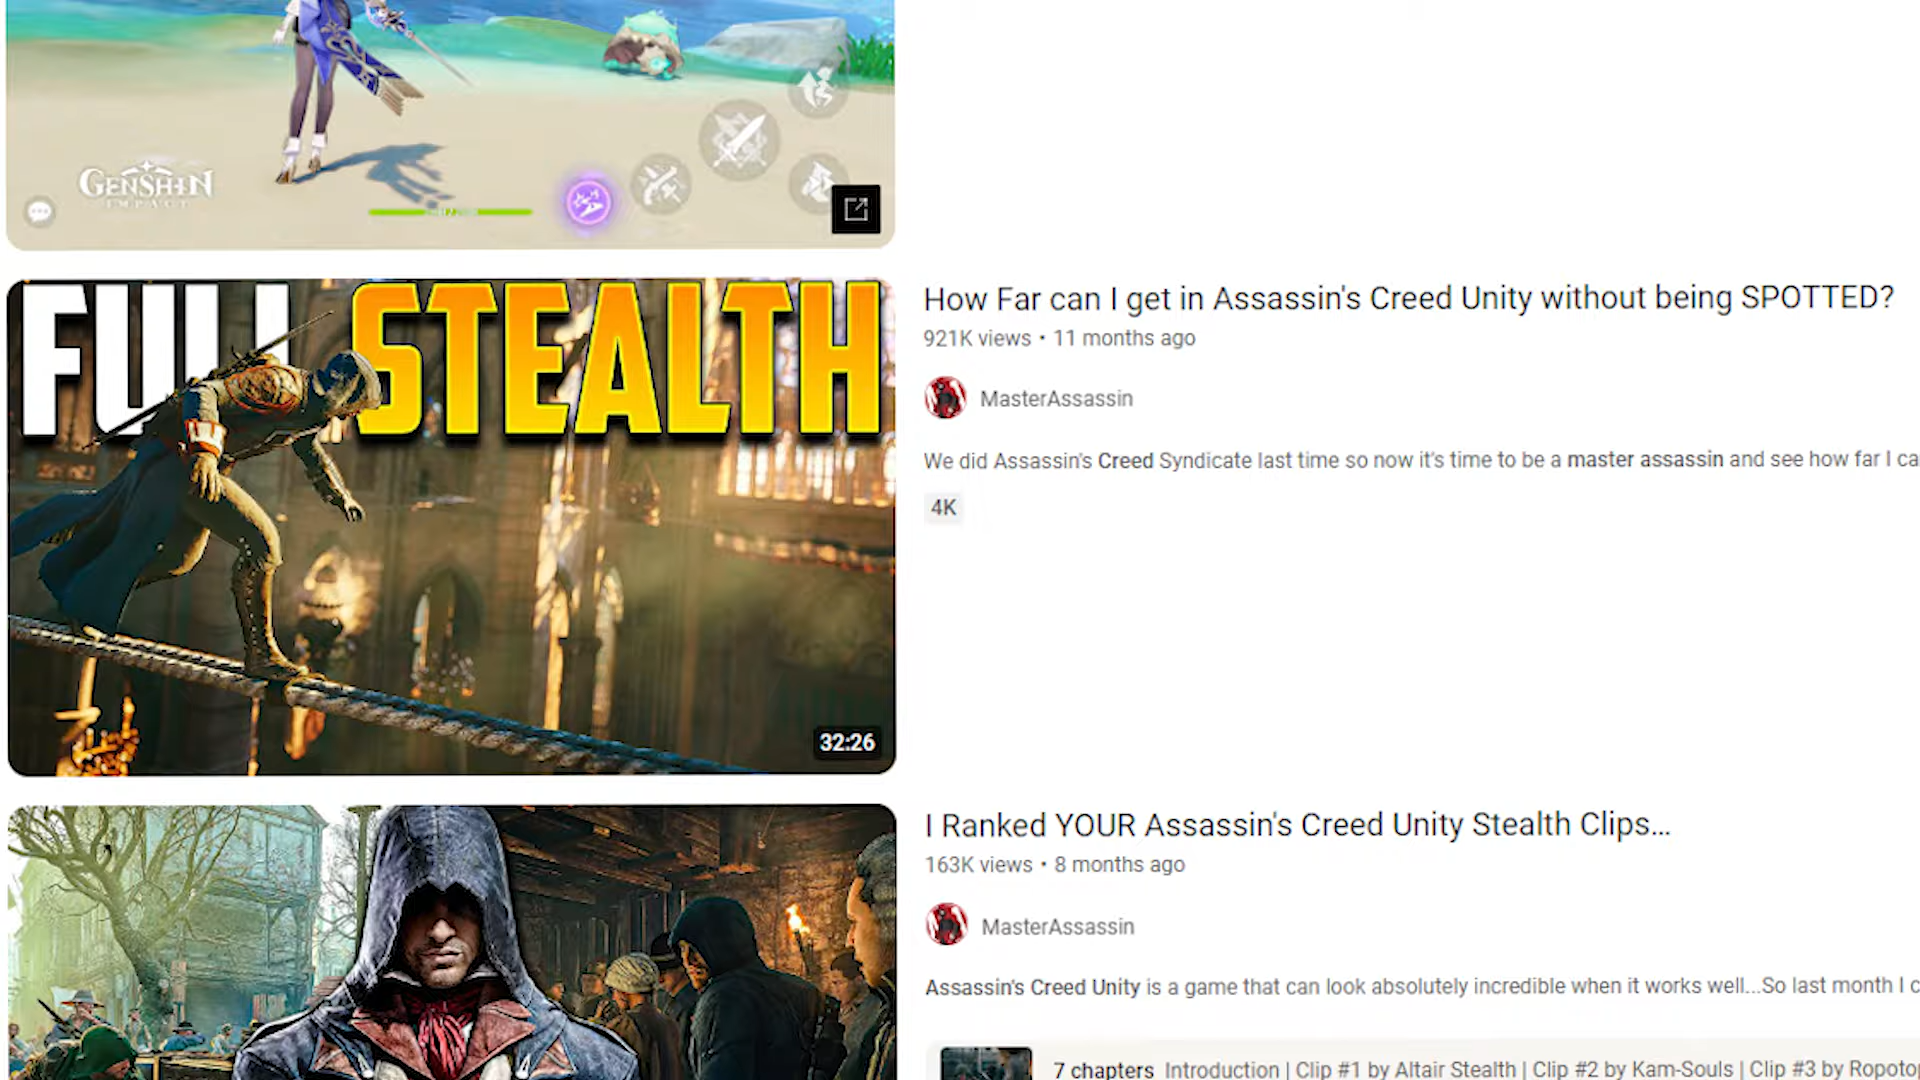 GENSHIN
IMPACT
FULL STEALTH
32:26
How Far can I get in Assassin's Creed Unity without being SPOTTED?
921K views • 11 months ago
MasterAssassin
We did Assassin's Creed Syndicate last time so now it's time to be a master assassin and see how far I ca
4K
I Ranked YOUR Assassin's Creed Unity Stealth Clips...
163K views • 8 months ago
MasterAssassin
Assassin's Creed Unity is a game that can look absolutely incredible when it works well...So last month I c
7 chapters Introduction | Clip #1 by Altair Stealth | Clip #2 by Kam-Souls | Clip #3 by Ropoto